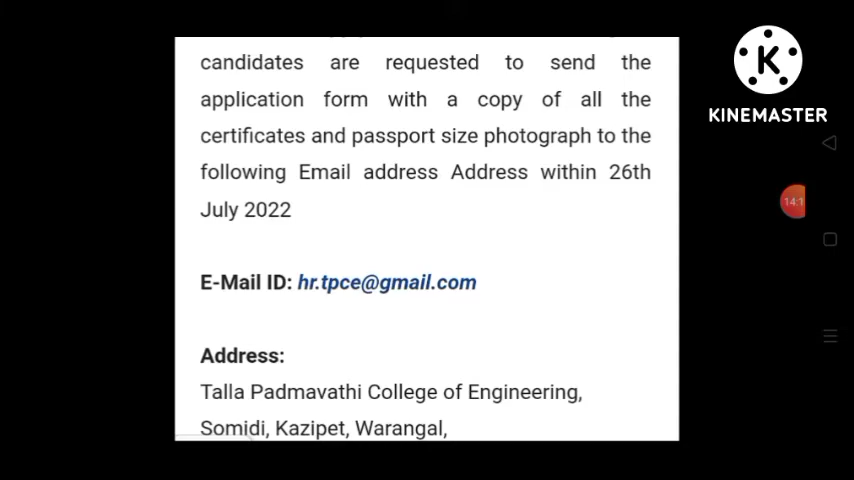 candidates are requested to send the
application form with a copy of all the
certificates and passport size photograph to the
following Email address Address within 26th
July 2022
E-Mail ID: hr.tpce@gmail.com
Address:
Talla Padmavathi College of Engineering,
Somidi, Kazipet, Warangal,
K
KINEMASTER
14:1